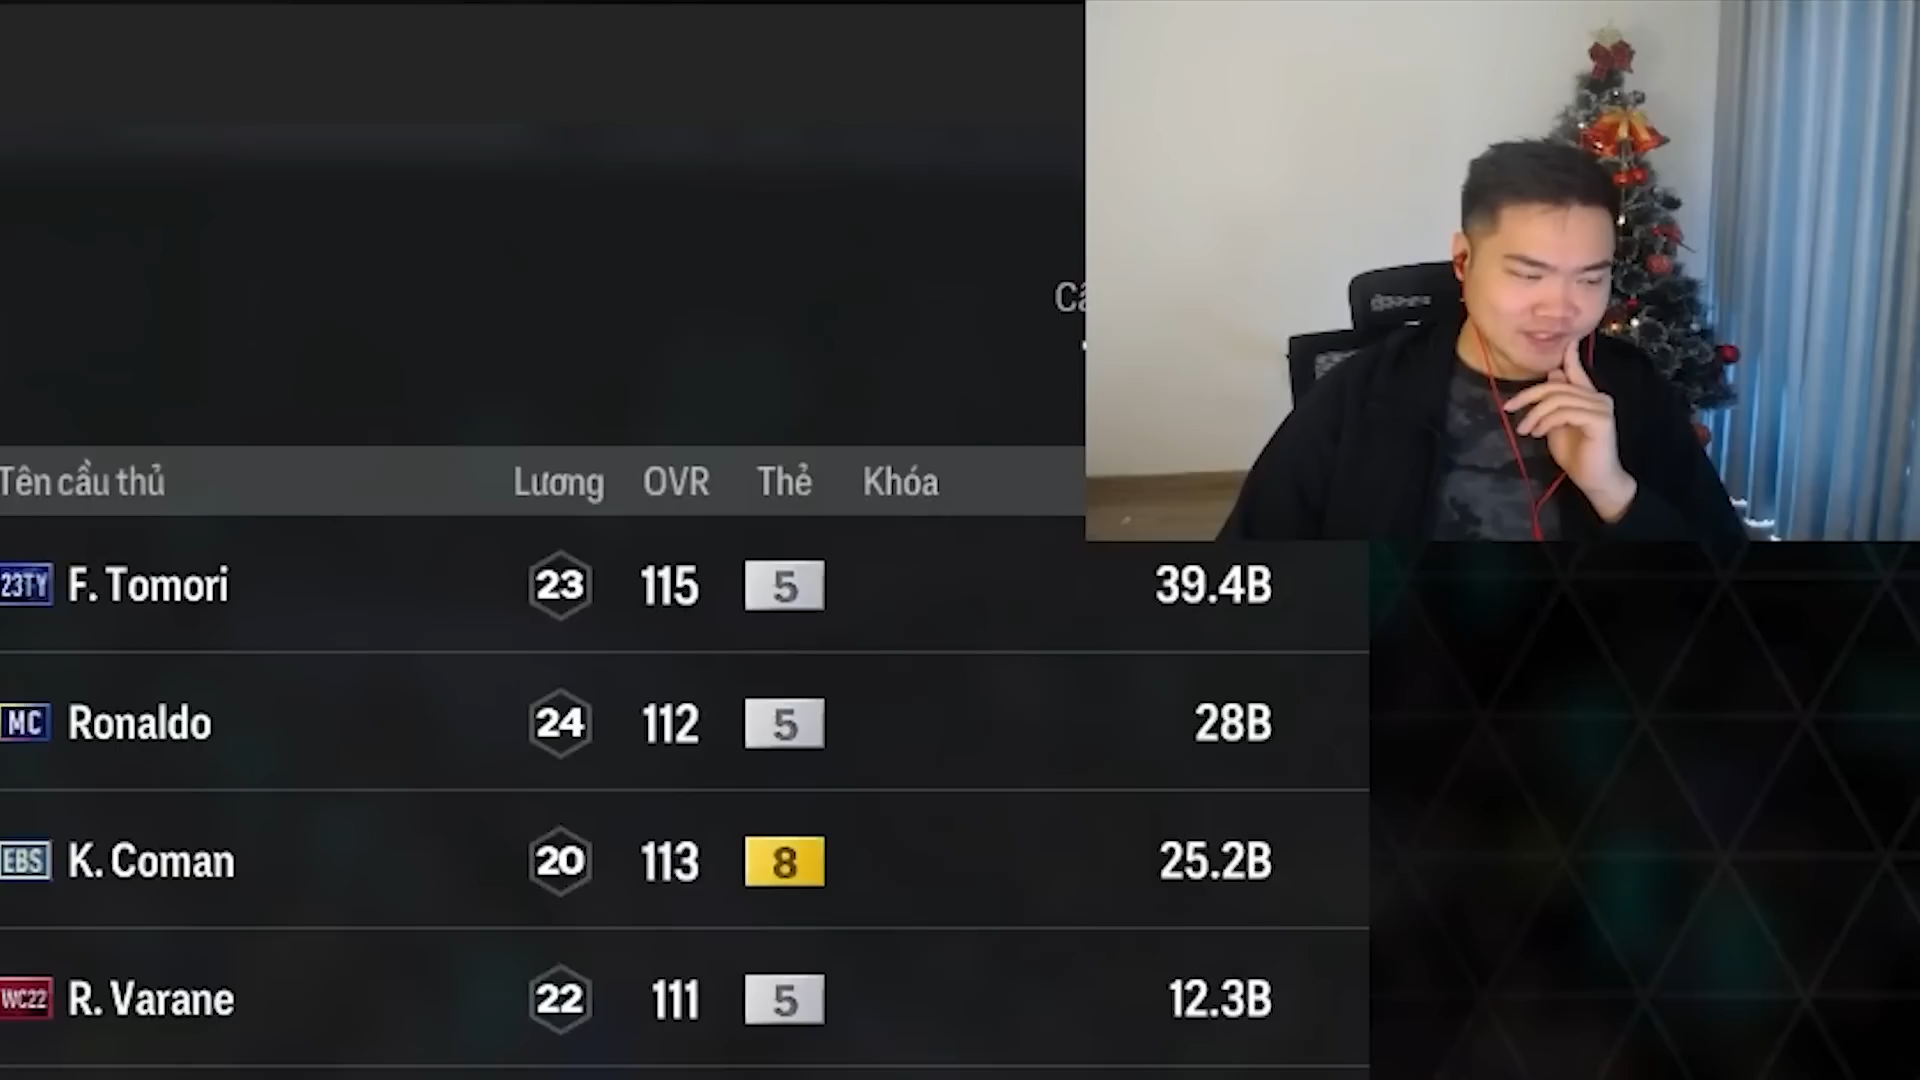 Câ
Tên cầu thủ Lương OVR Thẻ Khóa
23TY F. Tomori 23 115 5 39.4B
MC Ronaldo 24 112 5 28B
EBS K. Coman 20 113 8 25.2B
WC22 R. Varane 22 111 5 12.3B